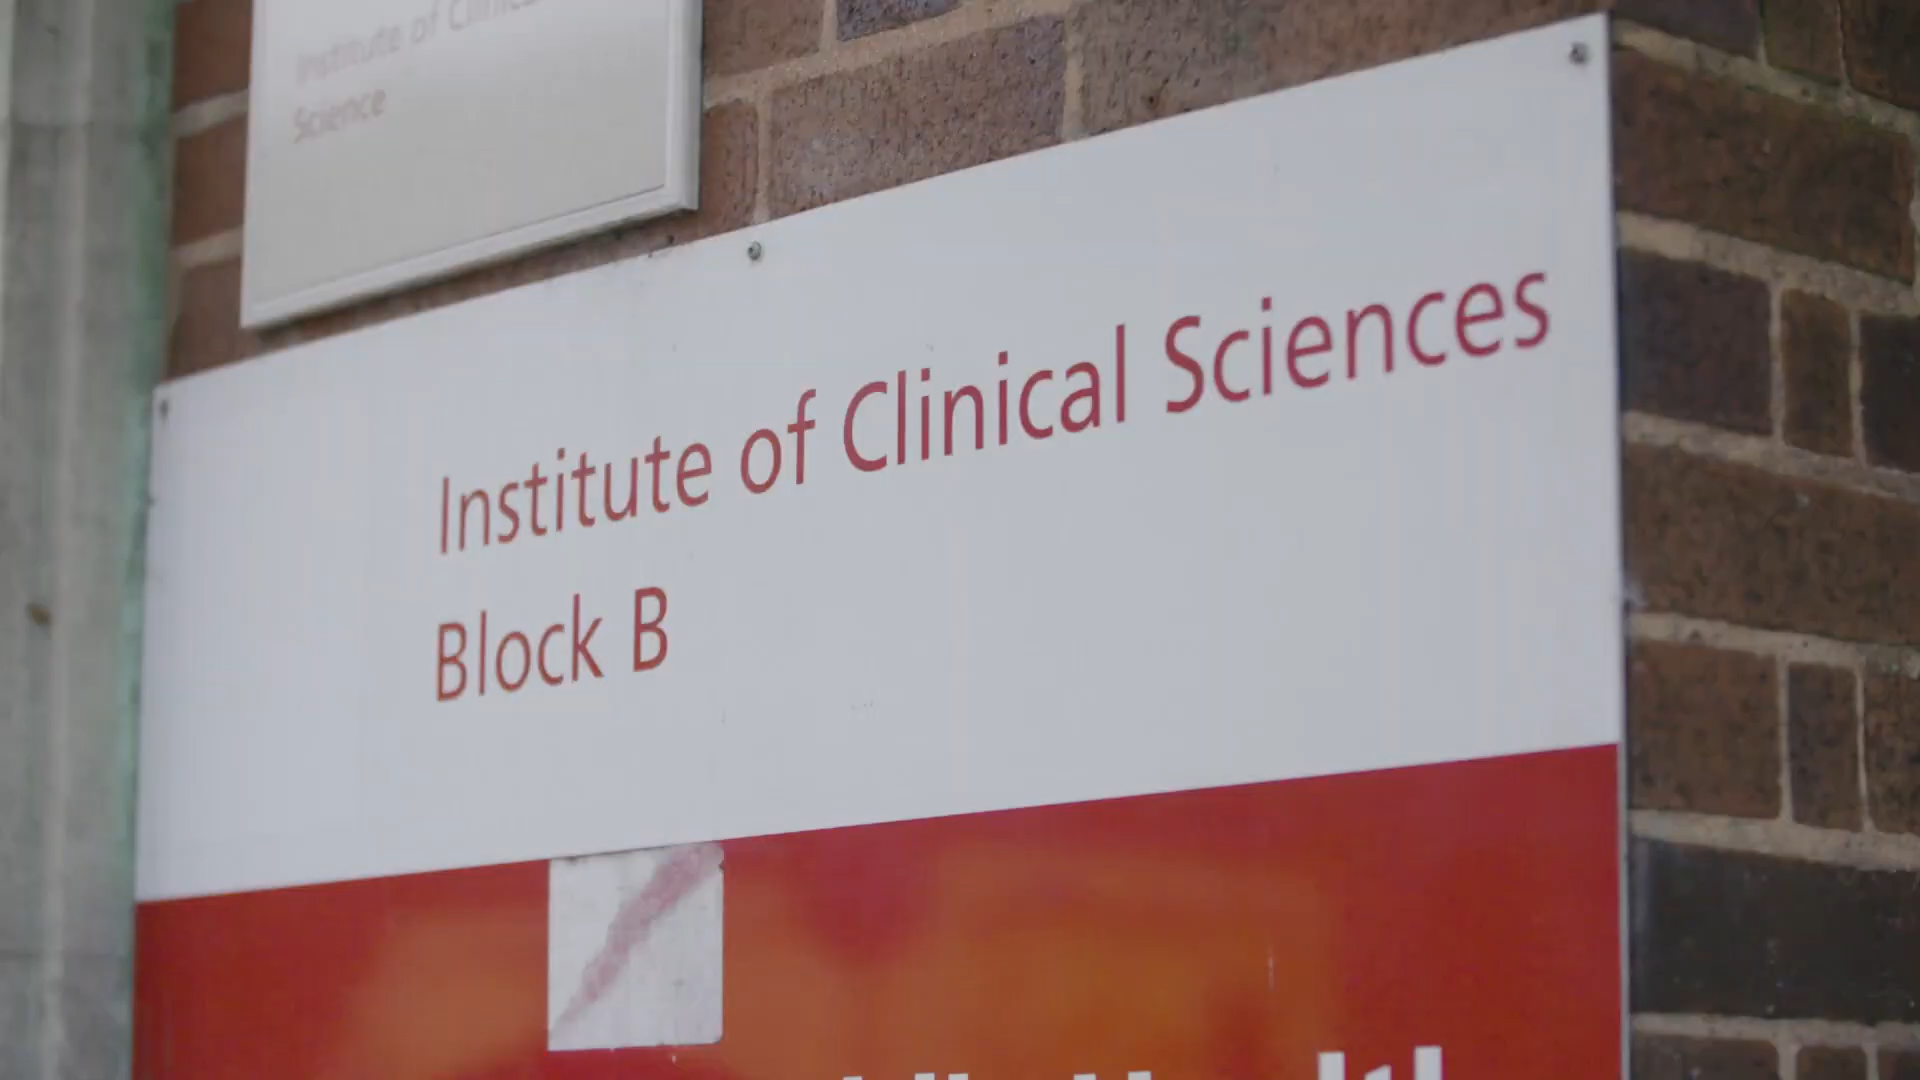 Institute of Clinical
Science
Institute of Clinical Sciences
Block B